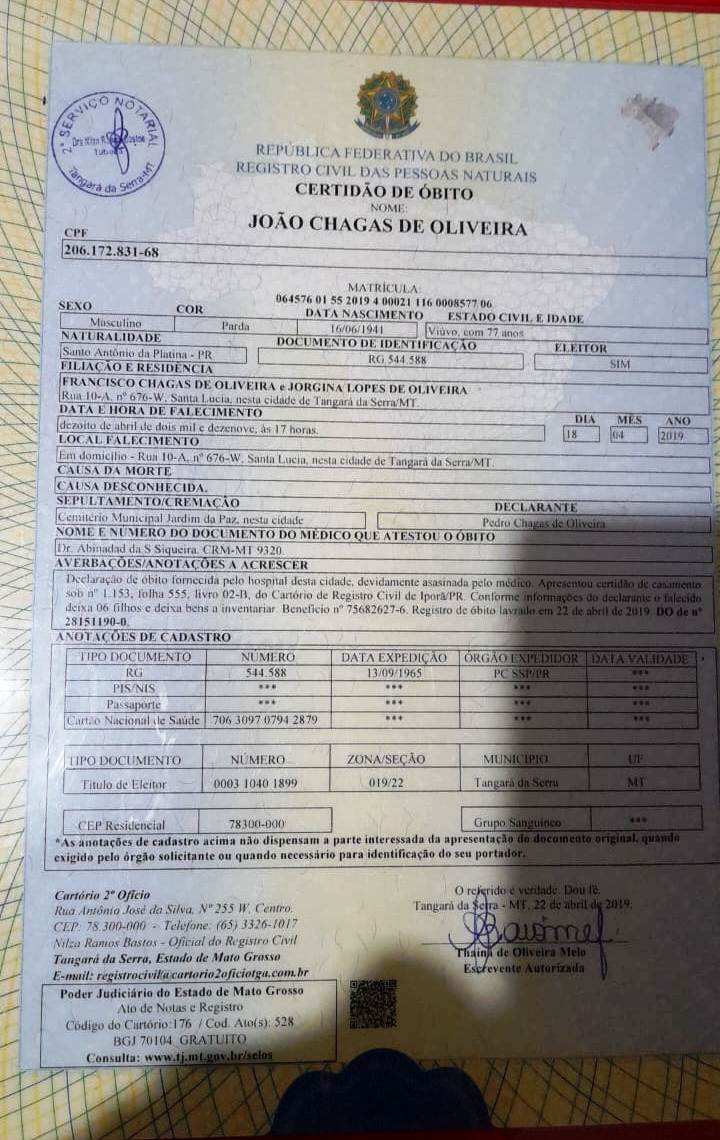 2º SERVIÇO NOTARIAL
Tangará da Serra-MT
REPÚBLICA FEDERATIVA DO BRASIL
REGISTRO CIVIL DAS PESSOAS NATURAIS
CERTIDÃO DE ÓBITO
NOME:
JOÃO CHAGAS DE OLIVEIRA
CPF
206.172.831-68
MATRÍCULA:
064576 01 55 2019 4 00021 116 0008577 06
SEXO COR DATA NASCIMENTO ESTADO CIVIL E IDADE
Masculino Parda 16/06/1941 Viúvo, com 77 anos
NATURALIDADE DOCUMENTO DE IDENTIFICAÇÃO ELEITOR
Santo Antônio da Platina - PR RG 544.588 SIM
FILIAÇÃO E RESIDÊNCIA
FRANCISCO CHAGAS DE OLIVEIRA e JORGINA LOPES DE OLIVEIRA
Rua 10-A, nº 676-W, Santa Lucia, nesta cidade de Tangará da Serra/MT.
DATA E HORA DE FALECIMENTO DIA MÊS ANO
dezoito de abril de dois mil e dezenove, às 17 horas. 18 04 2019
LOCAL FALECIMENTO
Em domicílio - Rua 10-A, nº 676-W, Santa Lucia, nesta cidade de Tangará da Serra/MT.
CAUSA DA MORTE
CAUSA DESCONHECIDA.
SEPULTAMENTO/CREMAÇÃO DECLARANTE
Cemitério Municipal Jardim da Paz, nesta cidade Pedro Chagas de Oliveira
NOME E NÚMERO DO DOCUMENTO DO MÉDICO QUE ATESTOU O ÓBITO
Dr. Abinadad da S Siqueira, CRM-MT 9320.
AVERBAÇÕES/ANOTAÇÕES A ACRESCER
Declaração de óbito fornecida pelo hospital desta cidade, devidamente assinada pelo médico. Apresentou certidão de casamento
sob nº 1.153, folha 555, livro 02-B, do Cartório de Registro Civil de Iporã/PR. Conforme informações do declarante o falecido
deixa 06 filhos e deixa bens a inventariar. Benefício nº 75682627-6. Registro de óbito lavrado em 22 de abril de 2019. DO de nº
28151190-0.
ANOTAÇÕES DE CADASTRO
TIPO DOCUMENTO NÚMERO DATA EXPEDIÇÃO ÓRGÃO EXPEDIDOR DATA VALIDADE
RG 544.588 13/09/1965 PC SSP/PR ***
PIS/NIS *** *** *** ***
Passaporte *** *** *** ***
Cartão Nacional de Saúde 706 3097 0794 2879 *** *** ***
TIPO DOCUMENTO NÚMERO ZONA/SEÇÃO MUNICÍPIO UF
Título de Eleitor 0003 1040 1899 019/22 Tangará da Serra MT
CEP Residencial 78300-000 Grupo Sanguíneo ***
*As anotações de cadastro acima não dispensam a parte interessada da apresentação do documento original, quando
exigido pelo órgão solicitante ou quando necessário para identificação do seu portador.
Cartório 2º Ofício
Rua Antônio José da Silva, Nº 255 W, Centro,
CEP: 78.300-000 - Telefone: (65) 3326-1017
Nilza Ramos Bastos - Oficial do Registro Civil
Tangará da Serra, Estado de Mato Grosso
E-mail: registrocivil@cartorio2oficiotga.com.br
O referido é verdade. Dou fé.
Tangará da Serra - MT, 22 de abril de 2019.
Thainá de Oliveira Melo
Escrevente Autorizada
Poder Judiciário do Estado de Mato Grosso
Ato de Notas e Registro
Código do Cartório:176 / Cod. Ato(s): 528
BGJ 70104 GRATUITO
Consulta: www.tj.mt.gov.br/selos